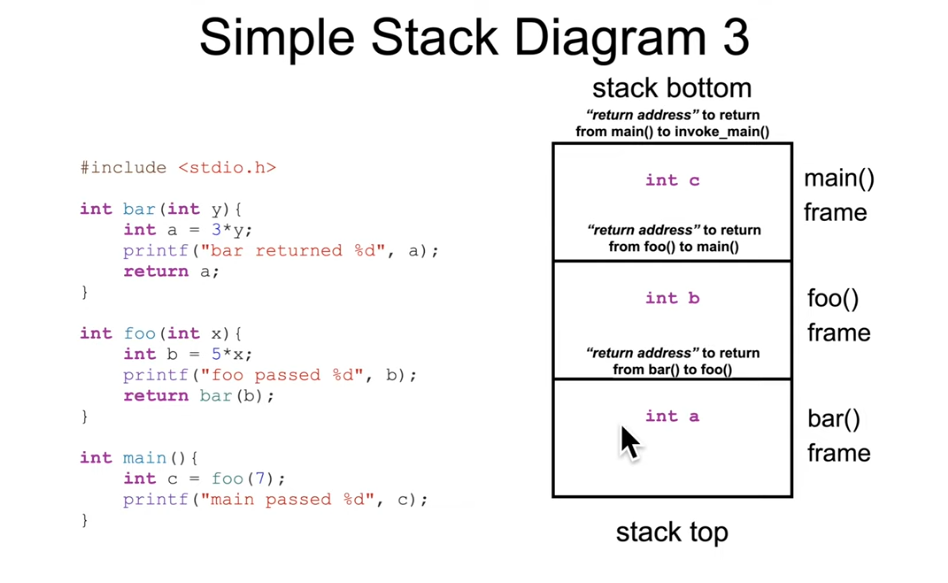 Simple Stack Diagram 3
#include <stdio.h>
int bar(int y){
    int a = 3*y;
    printf("bar returned %d", a);
    return a;
}
int foo(int x){
    int b = 5*x;
    printf("foo passed %d", b);
    return bar(b);
}
int main(){
    int c = foo(7);
    printf("main passed %d", c);
}
stack bottom
“return address” to return
from main() to invoke_main()
int c
“return address” to return
from foo() to main()
main()
frame
int b
“return address” to return
from bar() to foo()
foo()
frame
int a
bar()
frame
stack top